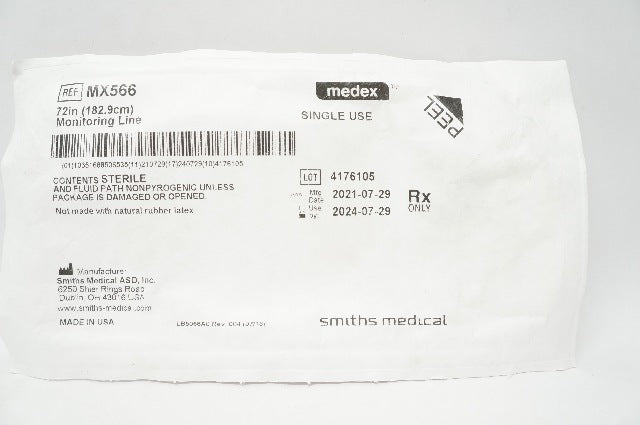 REF MX566
72in (182.9cm)
Monitoring Line
(01)10351688506535(11)210729(17)240729(10)4176105
CONTENTS STERILE
AND FLUID PATH NONPYROGENIC UNLESS
PACKAGE IS DAMAGED OR OPENED.
Not made with natural rubber latex
medex
SINGLE USE
PEEL
LOT 4176105
Mfg Date 2021-07-29
Use 2024-07-29
Rx
ONLY
Manufacturer
Smiths Medical ASD, Inc.
6250 Shier Rings Road
Dublin, OH 43016 USA
www.smiths-medical.com
MADE IN USA
Rev. 004
smiths medical